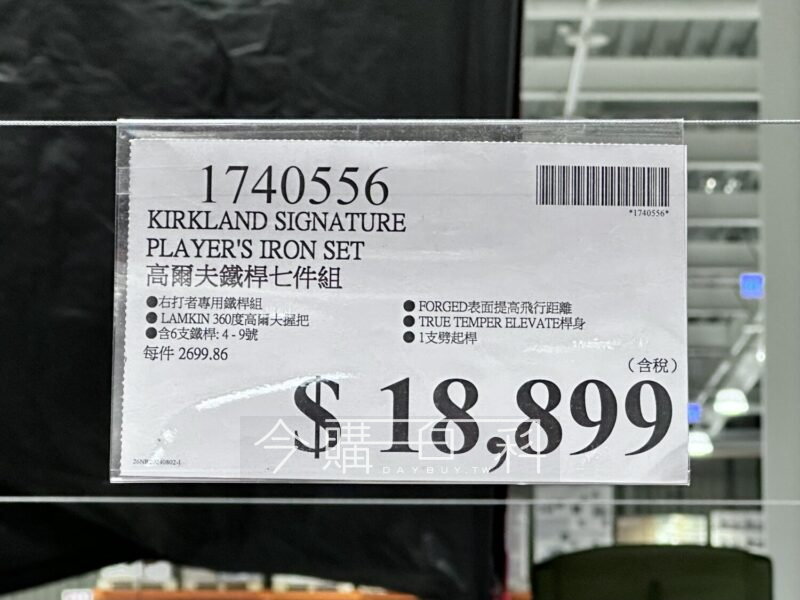 1740556
*1740556*
KIRKLAND SIGNATURE
PLAYER'S IRON SET
高爾夫鐵桿七件組
●右打者專用鐵桿組
●LAMKIN 360度高爾夫握把
●含6支鐵桿: 4 - 9號
●FORGED表面提高飛行距離
●TRUE TEMPER ELEVATE桿身
●1支劈起桿
每件 2699.86
(含稅)
$ 18,899
今購百科
DAYBUY.TW